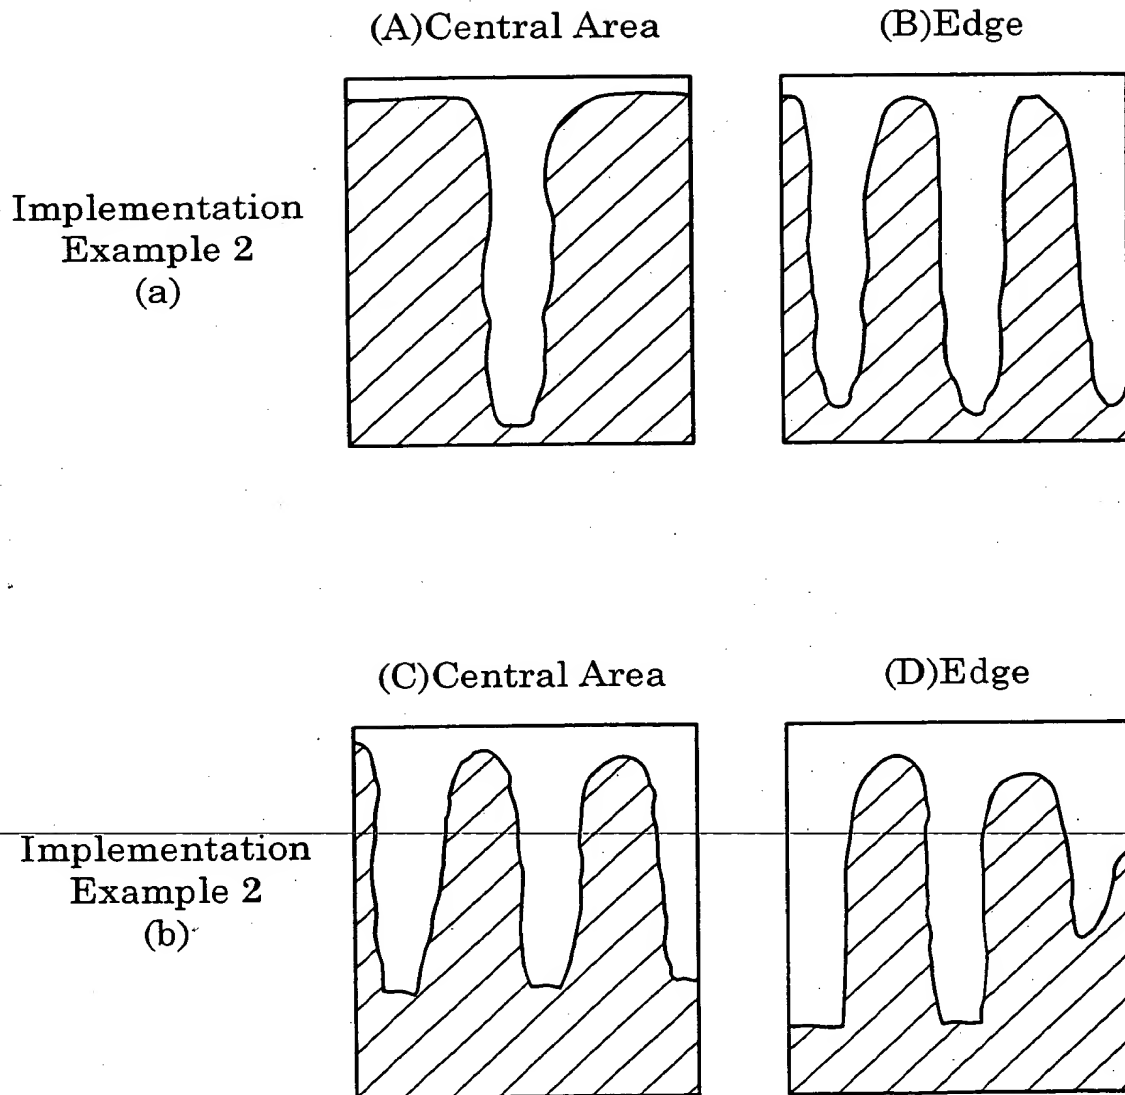 (A)Central Area
(B)Edge
Implementation
Example 2
(a)
(C)Central Area
(D)Edge
Implementation
Example 2
(b)